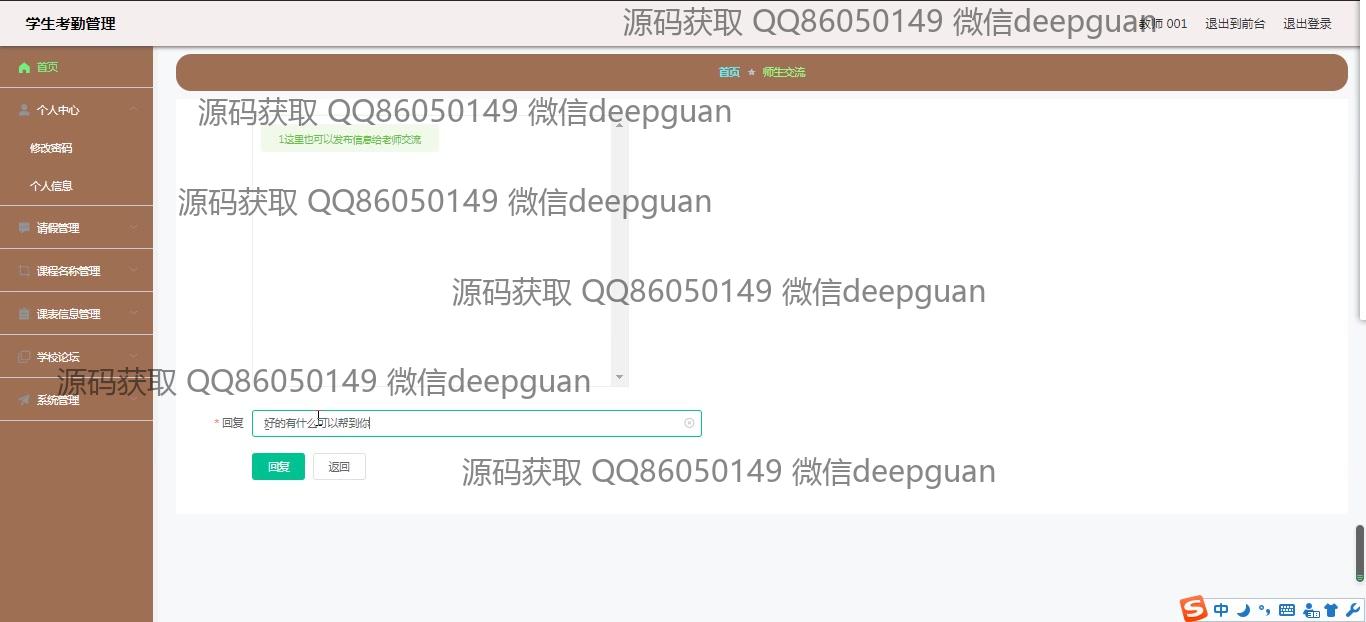 学生考勤管理
源码获取 QQ86050149 微信deepguan
教师 001
退出到前台
退出登录
首页
首页
师生交流
个人中心
源码获取 QQ86050149 微信deepguan
1这里也可以发布信息给老师交流
修改密码
个人信息
源码获取 QQ86050149 微信deepguan
请假管理
课程名称管理
源码获取 QQ86050149 微信deepguan
课表信息管理
学校论坛
源码获取 QQ86050149 微信deepguan
系统管理
* 回复
好的有什么可以帮到你
回复
返回
源码获取 QQ86050149 微信deepguan
中